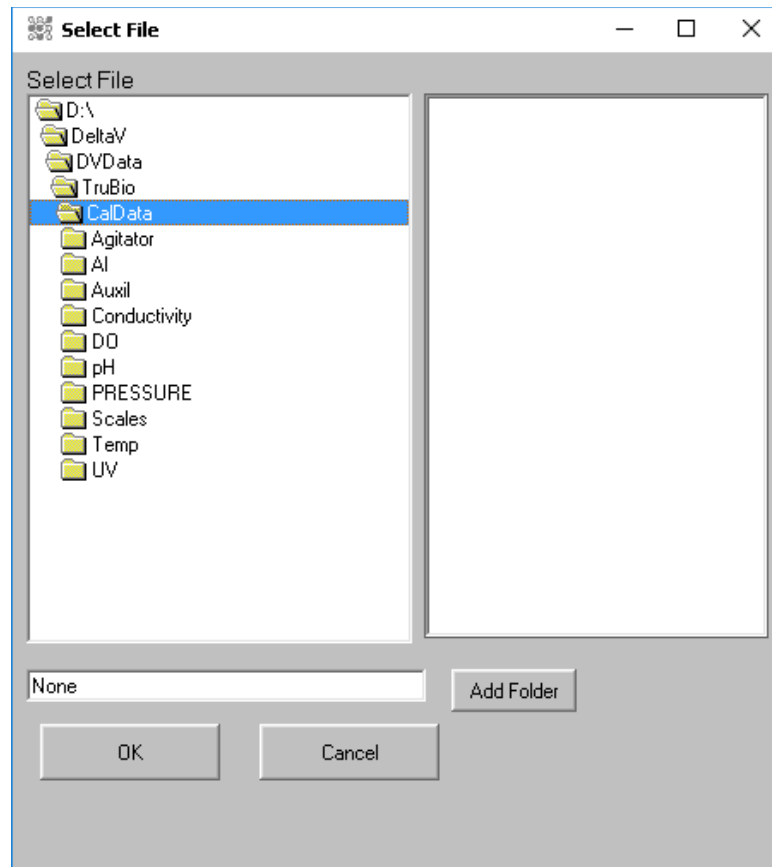 Select File
Select File
D:\
DeltaV
DVData
TruBio
CalData
Agitator
AI
Auxil
Conductivity
DO
pH
PRESSURE
Scales
Temp
UV
None
Add Folder
OK
Cancel